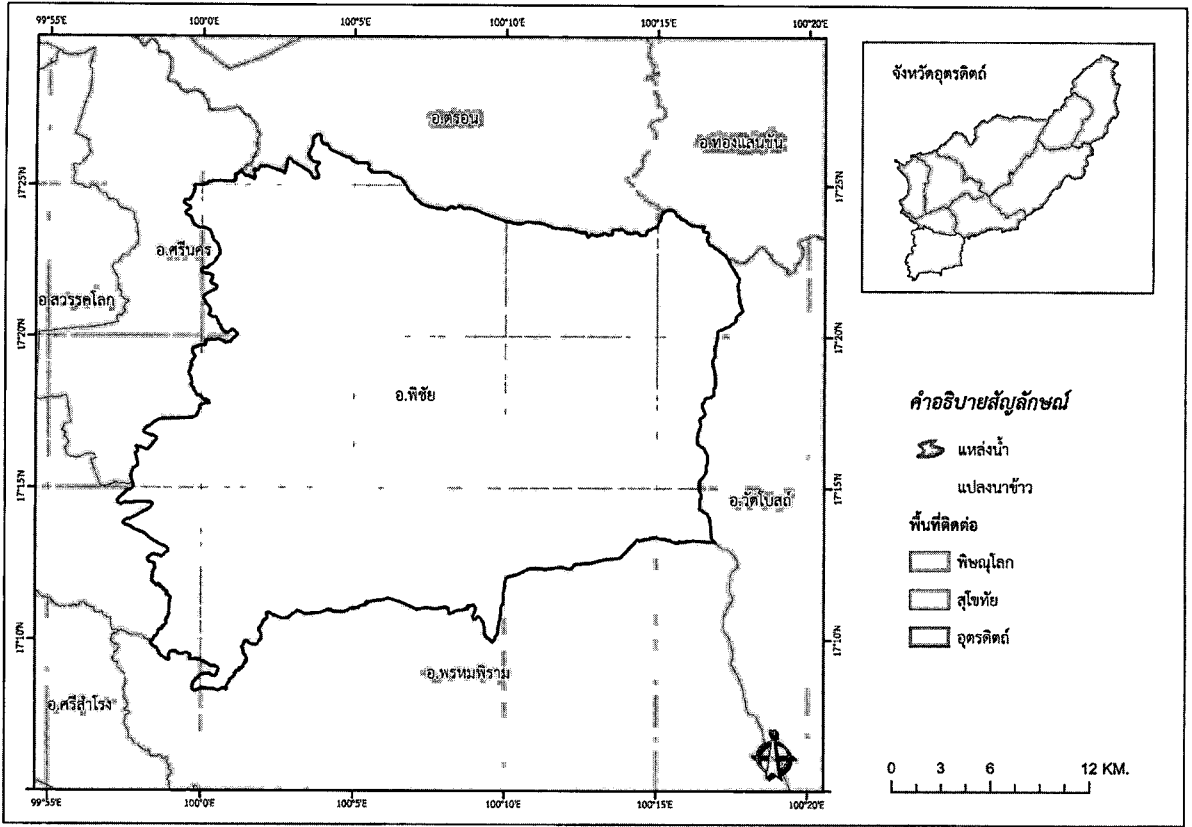 99°55'E 100°0'E 100°5'E 100°10'E 100°15'E 100°20'E
จังหวัดอุตรดิตถ์
อ.ตรอน
อ.ทองแสนขัน
17°25'N 17°25'N
อ.ศรีนคร
อ.สวรรคโลก
17°20'N 17°20'N
อ.พิชัย
คำอธิบายสัญลักษณ์
แหล่งน้ำ
แปลงนาข้าว
17°15'N 17°15'N
อ.วัดโบสถ์
พื้นที่ติดต่อ
พิษณุโลก
สุโขทัย
อุตรดิตถ์
17°10'N 17°10'N
อ.พรหมพิราม
อ.ศรีสำโรง
0 3 6 12 KM.
99°55'E 100°0'E 100°5'E 100°10'E 100°15'E 100°20'E